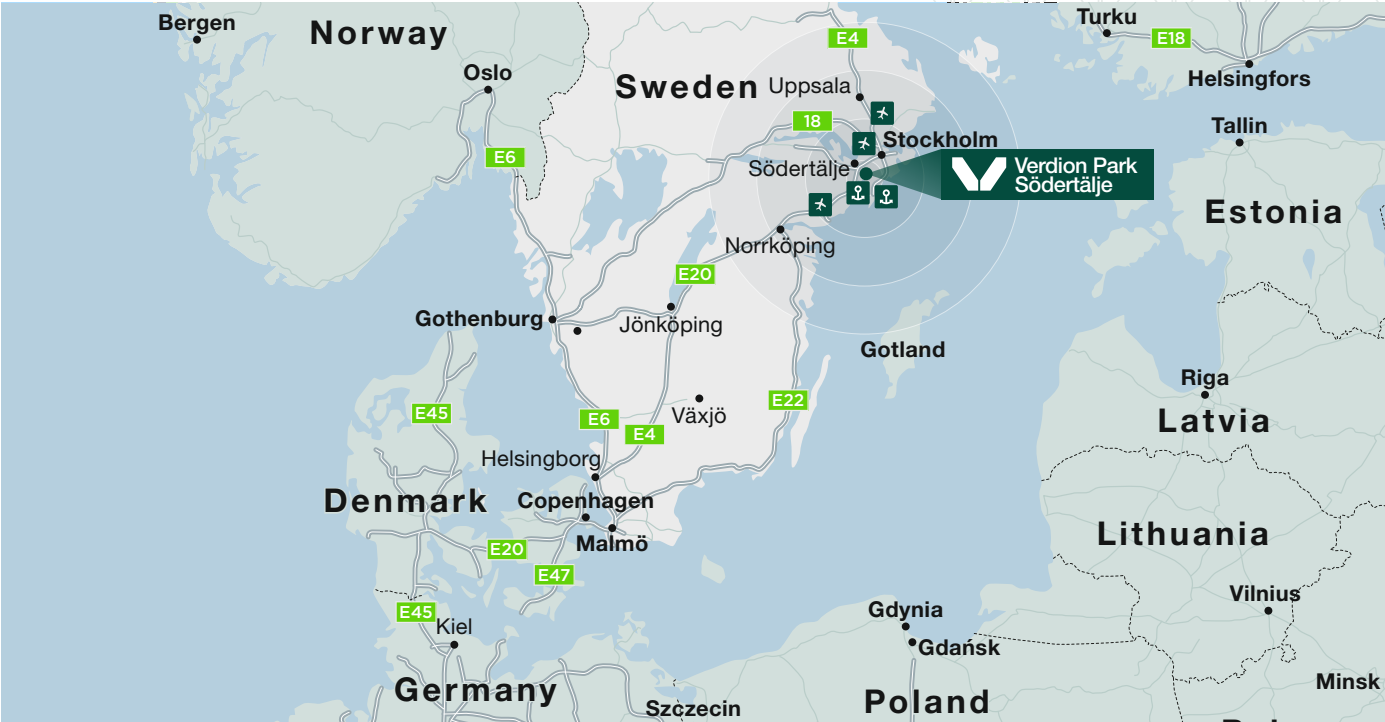 Bergen
Norway
Oslo
E6
Sweden
E4
Uppsala
18
Stockholm
Södertälje
Verdion Park
Södertälje
Norrköping
E20
Turku
E18
Helsingfors
Tallin
Estonia
Gothenburg
Jönköping
Gotland
Riga
Latvia
E45
E6
E4
Växjö
E22
Helsingborg
Denmark
Copenhagen
Malmö
E20
E47
Lithuania
Vilnius
E45
Kiel
Germany
Gdynia
Gdańsk
Szczecin
Poland
Minsk